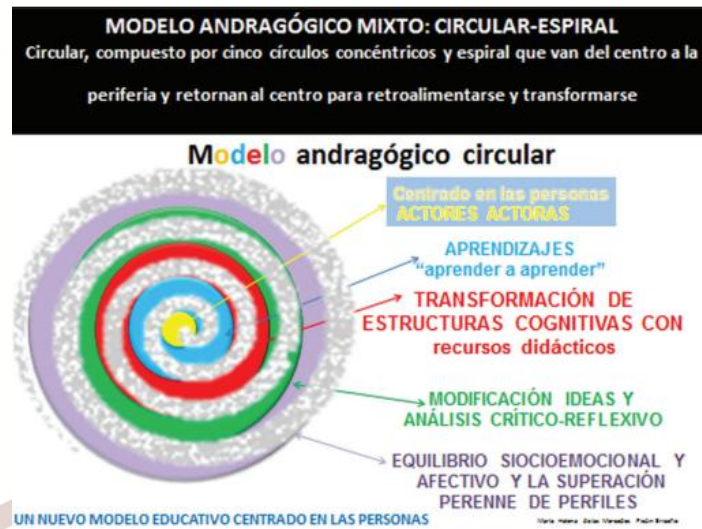 MODELO ANDRAGÓGICO MIXTO: CIRCULAR-ESPIRAL
Circular, compuesto por cinco círculos concéntricos y espiral que van del centro a la
periferia y retornan al centro para retroalimentarse y transformarse
Modelo andragógico circular
Centrado en las personas
ACTORES ACTORAS
APRENDIZAJES
"aprender a aprender"
TRANSFORMACIÓN DE
ESTRUCTURAS COGNITIVAS CON
recursos didácticos
MODIFICACIÓN IDEAS Y
ANÁLISIS CRÍTICO-REFLEXIVO
EQUILIBRIO SIOCIOEMOCIONAL Y
AFECTIVO Y LA SUPERACIÓN
PERENNE DE PERFILES
UN NUEVO MODELO EDUCATIVO CENTRADO EN LAS PERSONAS